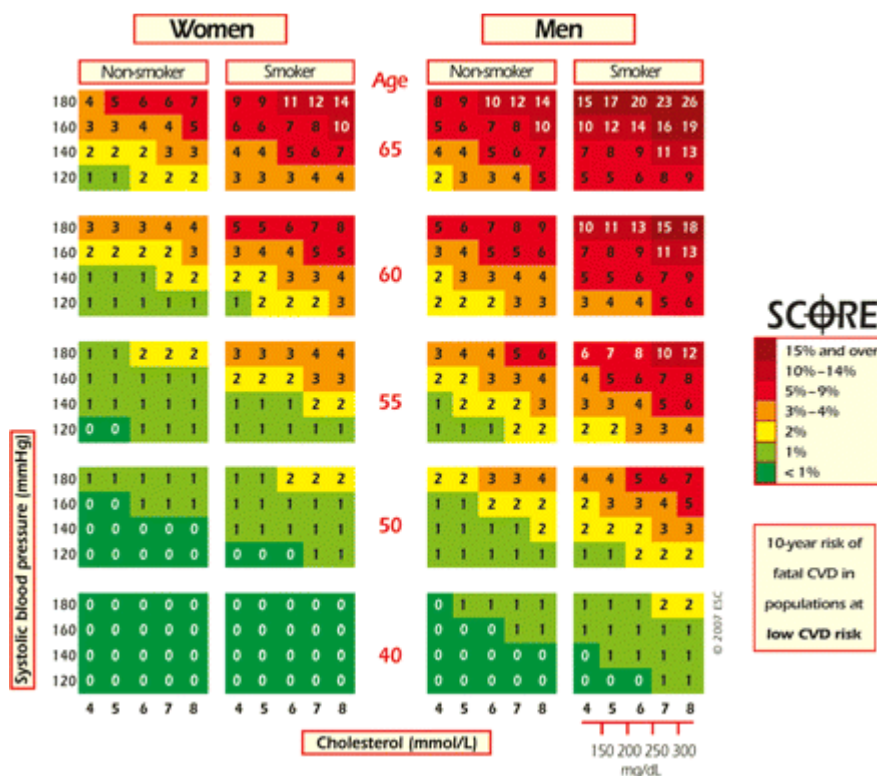 Women Men
Non-smoker Smoker Age Non-smoker Smoker
180 4 5 6 6 7 9 9 11 12 14 8 9 10 12 14 15 17 20 23 26
160 3 3 4 4 5 6 6 7 8 10 5 6 7 8 10 10 12 14 16 19
65
140 2 2 2 3 3 4 4 5 6 7 4 4 5 6 7 7 8 9 11 13
120 1 1 2 2 2 3 3 3 4 4 2 3 3 4 5 5 5 6 8 9
180 3 3 3 4 4 5 5 6 7 8 5 6 7 8 9 10 11 13 15 18
160 2 2 2 2 3 3 4 4 5 5 3 4 5 5 6 7 8 9 11 13
60
140 1 1 1 2 2 2 2 3 3 4 2 3 3 4 4 5 5 6 7 9
120 1 1 1 1 1 1 2 2 2 3 2 2 2 3 3 3 4 4 5 6
180 1 1 2 2 2 3 3 3 4 4 3 4 4 5 6 6 7 8 10 12
160 1 1 1 1 1 2 2 2 3 3 2 2 3 3 4 4 5 6 7 8
55
140 1 1 1 1 1 1 1 1 2 2 1 2 2 2 3 3 3 4 5 6
120 0 0 1 1 1 1 1 1 1 1 1 1 1 2 2 2 2 3 3 4
180 1 1 1 1 1 1 1 2 2 2 2 2 3 3 4 4 4 5 6 7
160 0 0 1 1 1 1 1 1 1 1 1 1 2 2 2 2 3 3 4 5
50
140 0 0 0 0 0 1 1 1 1 1 1 1 1 1 2 2 2 2 3 3
120 0 0 0 0 0 0 0 0 1 1 1 1 1 1 1 1 1 2 2 2
180 0 0 0 0 0 0 0 0 0 0 0 1 1 1 1 1 1 1 2 2
160 0 0 0 0 0 0 0 0 0 0 0 0 0 1 1 1 1 1 1 1
40
140 0 0 0 0 0 0 0 0 0 0 0 0 0 0 0 0 1 1 1 1
120 0 0 0 0 0 0 0 0 0 0 0 0 0 0 0 0 0 0 1 1
4 5 6 7 8 4 5 6 7 8 4 5 6 7 8
Systolic blood pressure (mmHg)
Cholesterol (mmol/L)
150 200 250 300
mg/dL
© 2007 ESC
SCORE
15% and over
10%–14%
5%–9%
3%–4%
2%
1%
< 1%
10-year risk of
fatal CVD in
populations at
low CVD risk